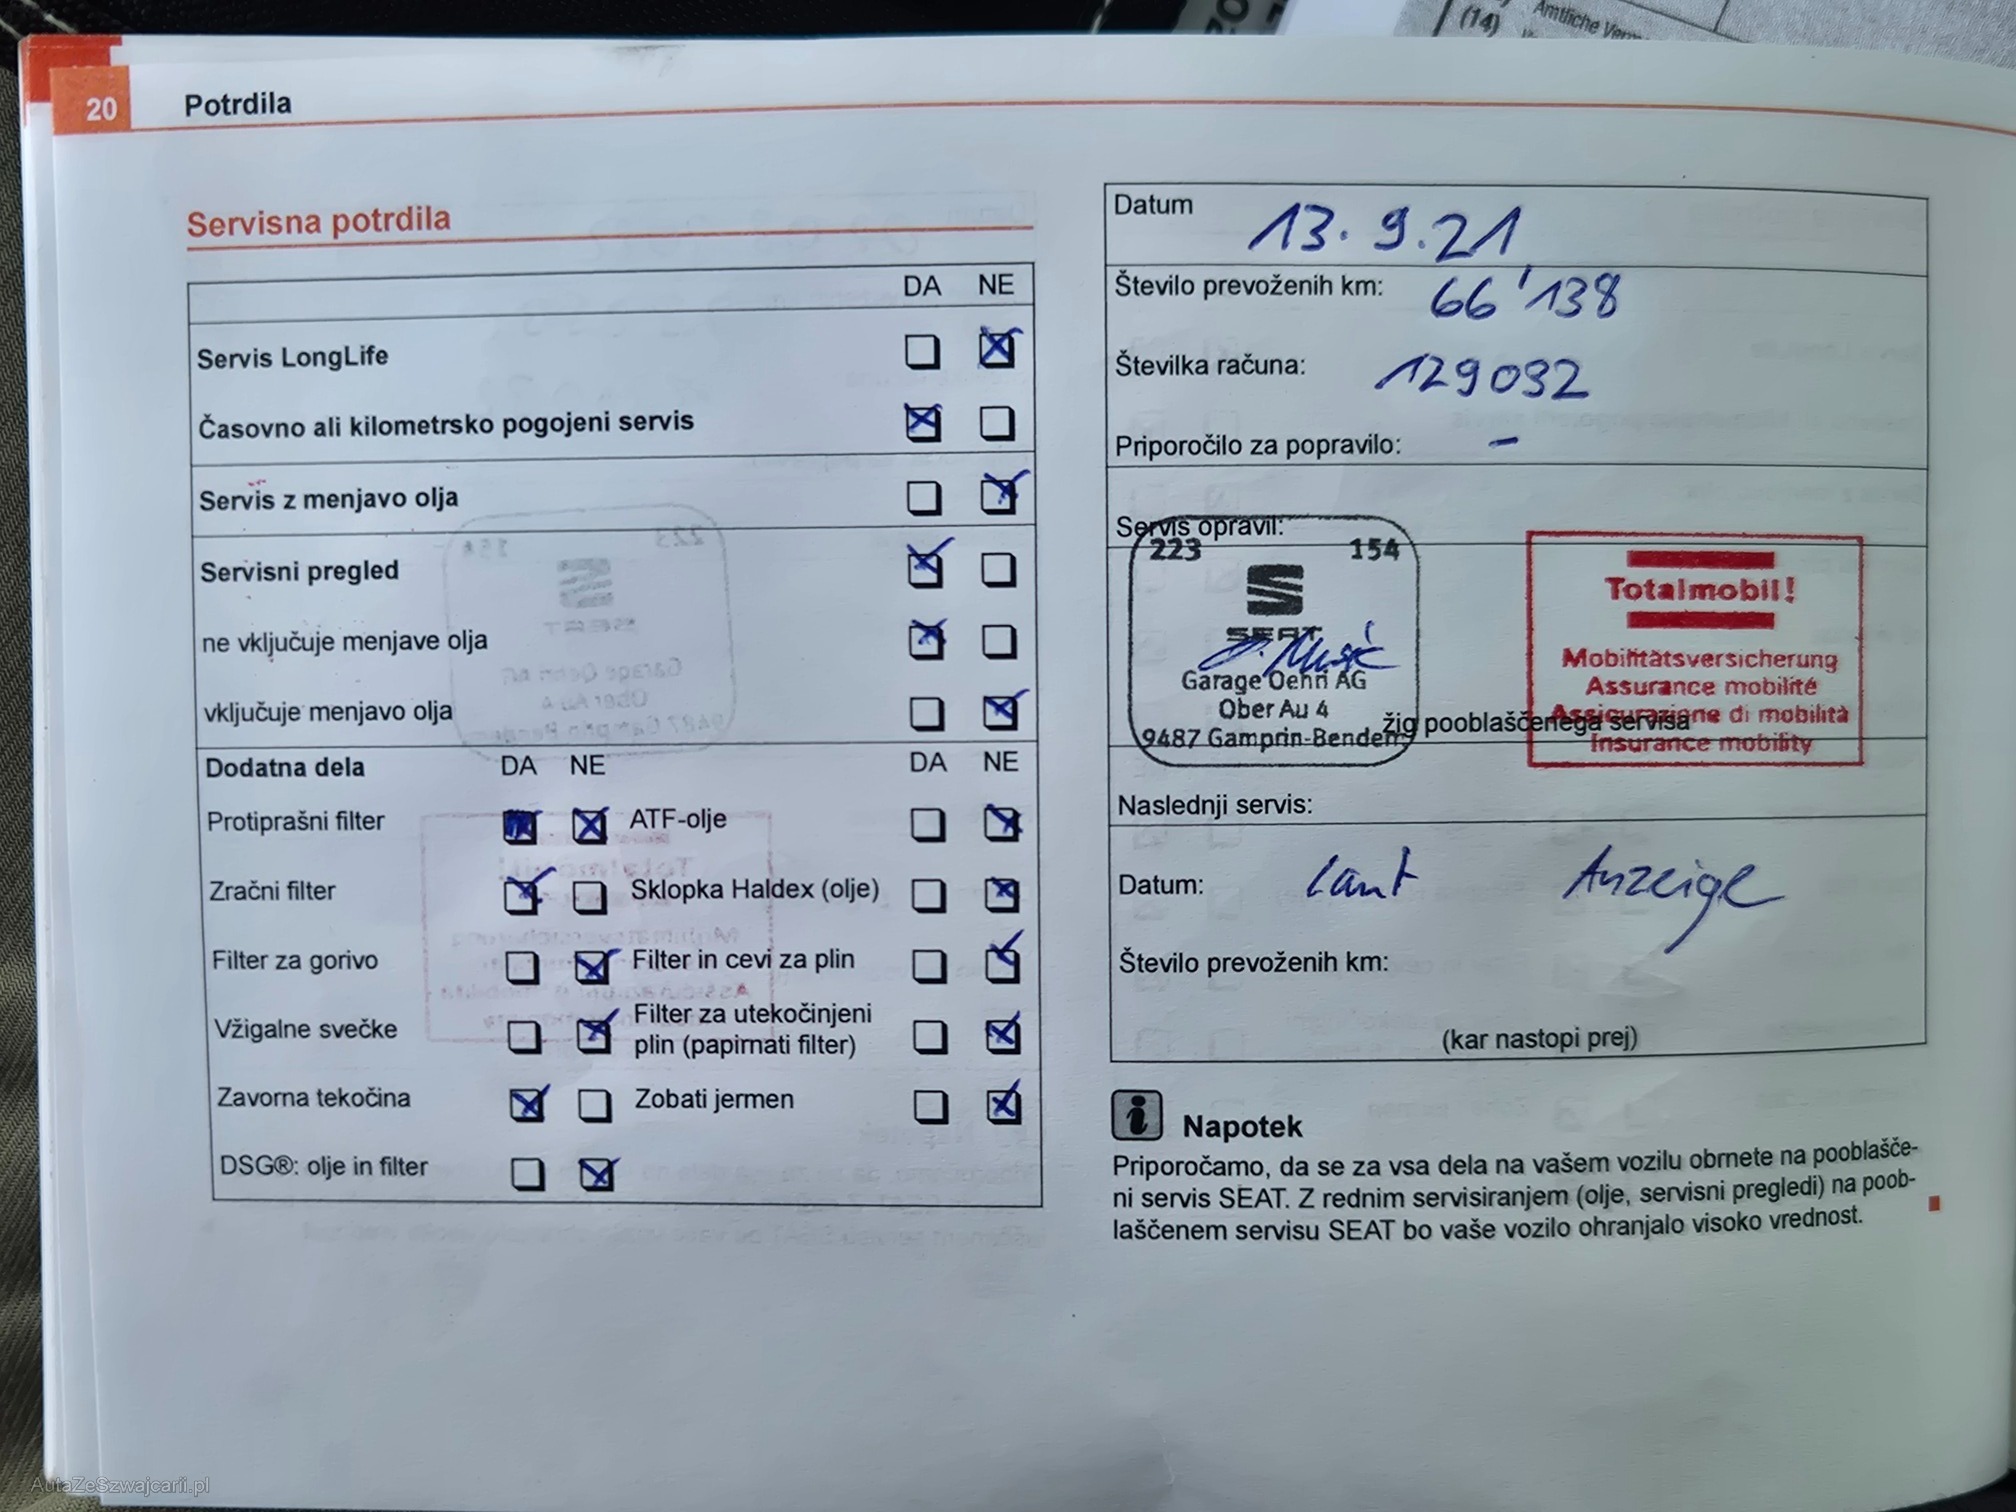 (14) Amtliche
20 Potrdila
Servisna potrdila
DA NE
Servis LongLife
Časovno ali kilometrsko pogojeni servis
Servis z menjavo olja
Servisni pregled
ne vključuje menjave olja
vključuje menjavo olja
Dodatna dela DA NE DA NE
Protiprašni filter ATF-olje
Zračni filter Sklopka Haldex (olje)
Filter za gorivo Filter in cevi za plin
Vžigalne svečke Filter za utekočinjeni
plin (papirnati filter)
Zavorna tekočina Zobati jermen
DSG®: olje in filter
Datum 13.9.21
Število prevoženih km: 66'138
Številka računa: 129032
Priporočilo za popravilo: -
Servis opravil:
223 154
SEAT
Garage Oehri AG
Ober Au 4
9487 Gamprin-Bendern
Totalmobil!
Mobilitätsversicherung
Assurance mobilité
Assicurazione di mobilità
Insurance mobility
žig pooblaščenega servisa
Naslednji servis:
Datum: laut Anzeige
Število prevoženih km:
(kar nastopi prej)
Napotek
Priporočamo, da se za vsa dela na vašem vozilu obrnete na pooblašče-
ni servis SEAT. Z rednim servisiranjem (olje, servisni pregledi) na poob-
laščenem servisu SEAT bo vaše vozilo ohranjalo visoko vrednost.
AutaZeSzwajcarii.pl